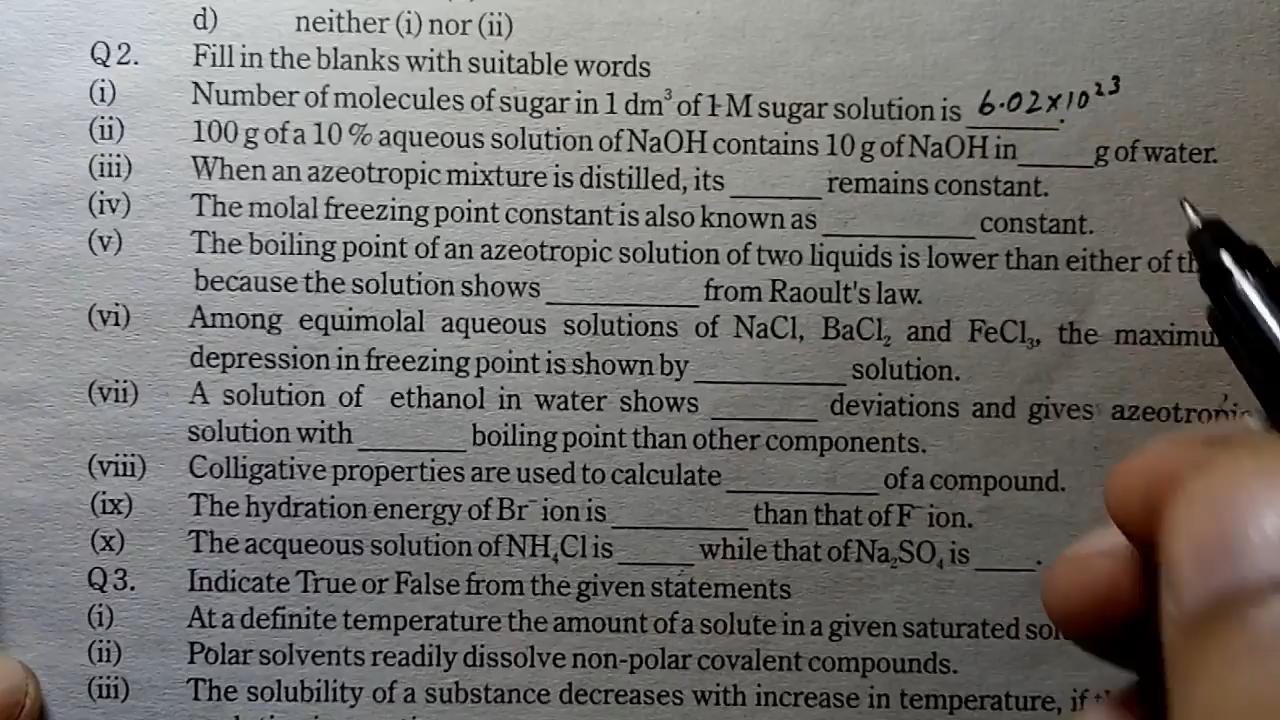 d) neither (i) nor (ii)
Q2. Fill in the blanks with suitable words
(i) Number of molecules of sugar in 1 dm³ of 1 M sugar solution is 6.02×10²³.
(ii) 100 g of a 10 % aqueous solution of NaOH contains 10 g of NaOH in _____ g of water.
(iii) When an azeotropic mixture is distilled, its ______ remains constant.
(iv) The molal freezing point constant is also known as __________ constant.
(v) The boiling point of an azeotropic solution of two liquids is lower than either of
because the solution shows __________ from Raoult's law.
(vi) Among equimolal aqueous solutions of NaCl, BaCl₂ and FeCl₃, the
depression in freezing point is shown by __________ solution.
(vii) A solution of ethanol in water shows _______ deviations and gives azeotropic
solution with _______ boiling point than other components.
(viii) Colligative properties are used to calculate __________ of a compound.
(ix) The hydration energy of Br⁻ ion is _________ than that of F⁻ ion.
(x) The acqueous solution of NH₄Cl is _____ while that of Na₂SO₄ is ____.
Q3. Indicate True or False from the given statements
(i) At a definite temperature the amount of a solute in a given saturated
(ii) Polar solvents readily dissolve non-polar covalent compounds.
(iii) The solubility of a substance decreases with increase in temperature, if